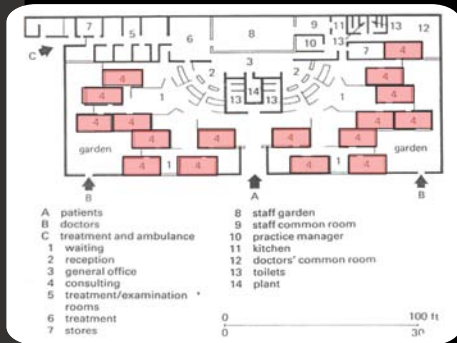 7 5 6 8 9 11 13 12
10 13
C 7 4
3
2 2
4 14 4
1 13 13 1
4 4
4 4 4 4
4 4 4 4
garden garden
4 1 4 4 1 4
B A B
A patients
B doctors
C treatment and ambulance
1 waiting
2 reception
3 general office
4 consulting
5 treatment/examination
rooms
6 treatment
7 stores
8 staff garden
9 staff common room
10 practice manager
11 kitchen
12 doctors' common room
13 toilets
14 plant
0 100 ft
0 30